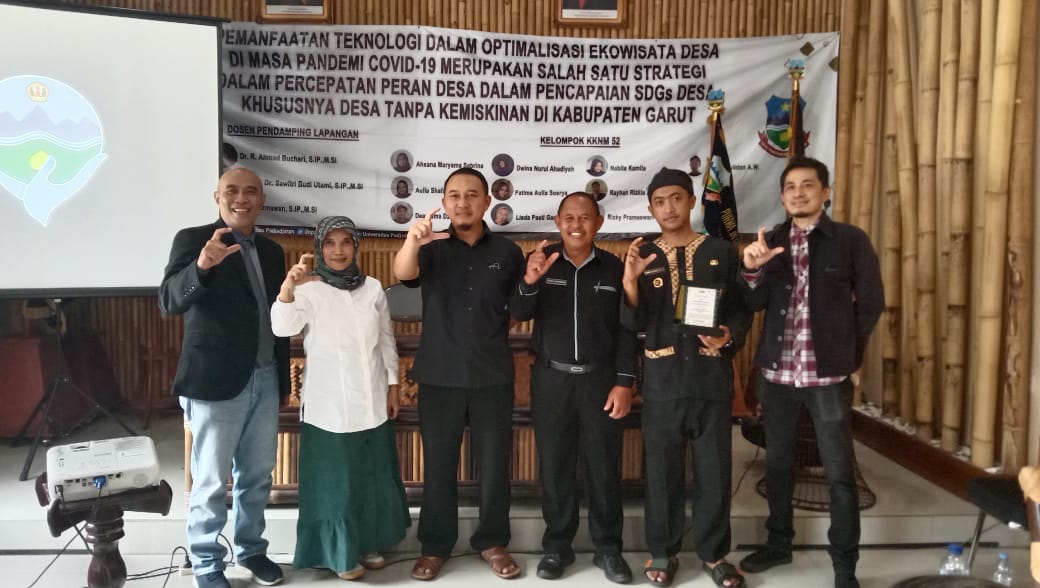 PEMANFAATAN TEKNOLOGI DALAM OPTIMALISASI EKOWISATA DESA
DI MASA PANDEMI COVID-19 MERUPAKAN SALAH SATU STRATEGI
DALAM PERCEPATAN PERAN DESA DALAM PENCAPAIAN SDGs DESA
KHUSUSNYA DESA TANPA KEMISKINAN DI KABUPATEN GARUT
DOSEN PENDAMPING LAPANGAN
Dr. R. Ahmad Buchari, S.IP.,M.Si
Dr. Sawitri Budi Utami, S.IP.,M.Si
S.IP.,M.Si
Universitas Padjadjaran
KELOMPOK KKNM 52
Ahsana Maryama Sabrina
Dwina Nurul Ahadiyah
Nabila Kamila
A.W.
Aulia
Fatima Aulia
Rayhan Rizkia
Linda
Rizky